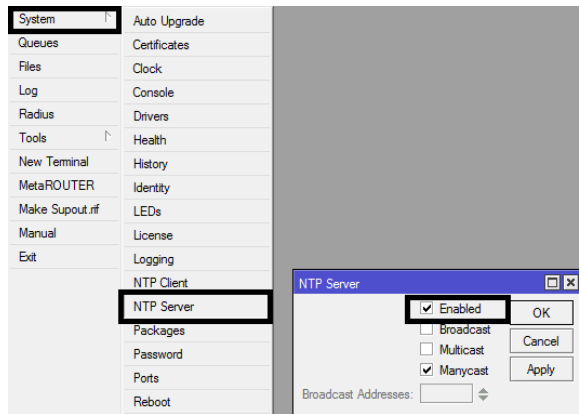 System
Queues
Files
Log
Radius
Tools
New Terminal
MetaROUTER
Make Supout.rif
Manual
Exit
Auto Upgrade
Certificates
Clock
Console
Drivers
Health
History
Identity
LEDs
License
Logging
NTP Client
NTP Server
Packages
Password
Ports
Reboot
NTP Server
Enabled
Broadcast
Multicast
Manycast
Broadcast Addresses:
OK
Cancel
Apply